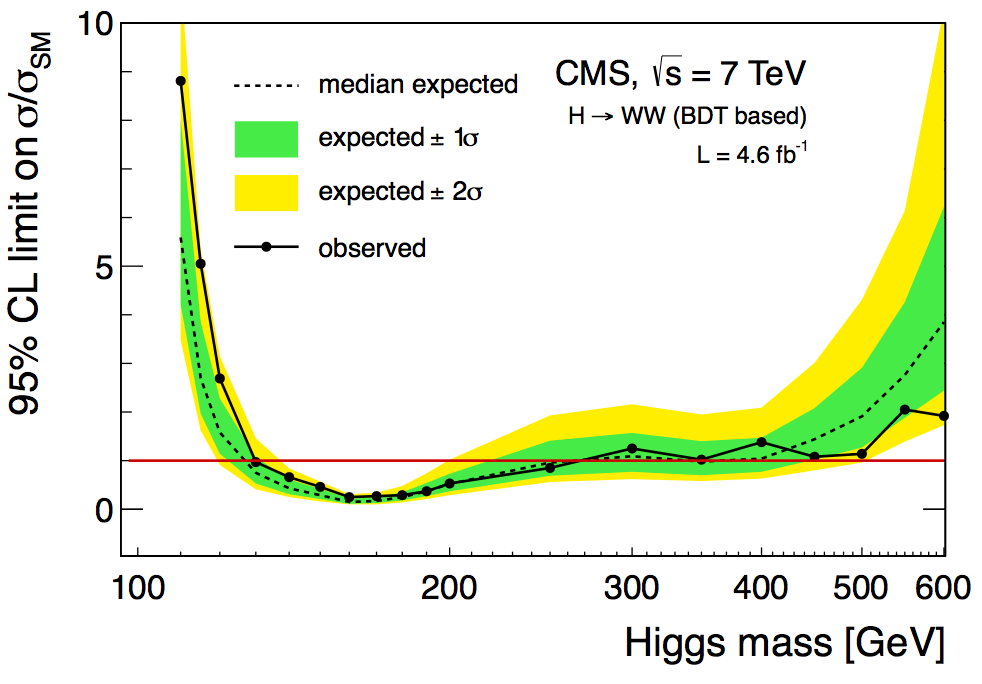 10
5
0
95% CL limit on σ/σSM
median expected
expected ± 1σ
expected ± 2σ
observed
CMS, √s = 7 TeV
H → WW (BDT based)
L = 4.6 fb⁻¹
100 200 300 400 500 600
Higgs mass [GeV]